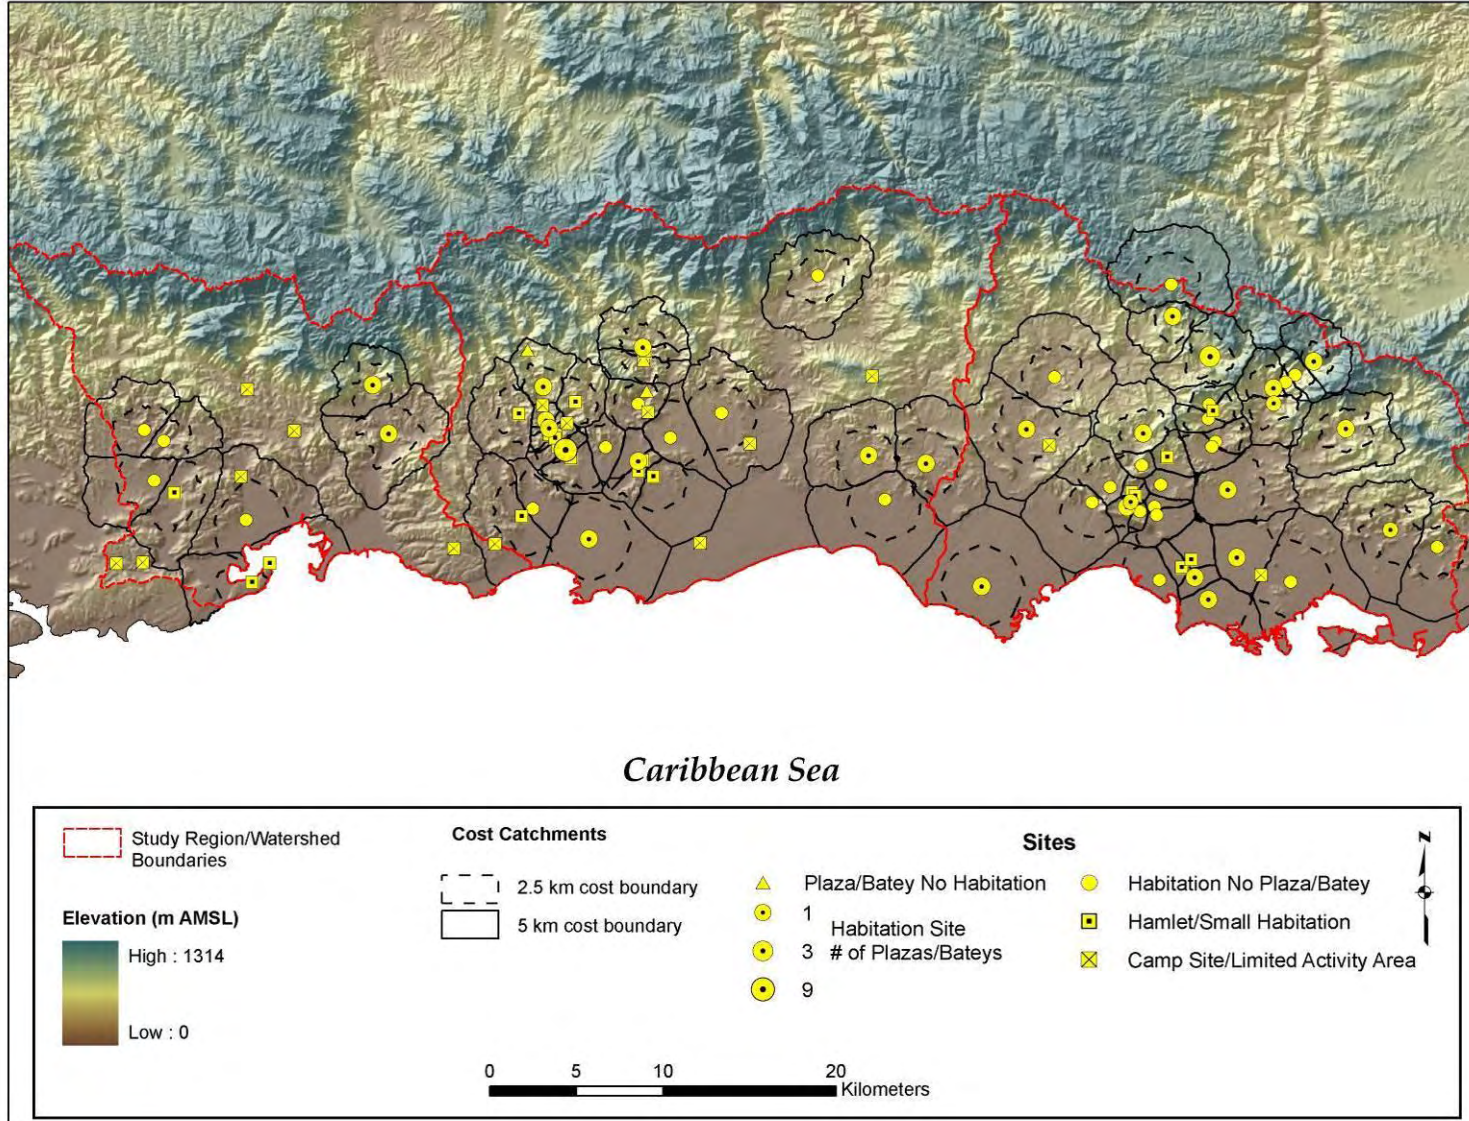 Caribbean Sea
Study Region/Watershed
Boundaries
Elevation (m AMSL)
High : 1314
Low : 0
Cost Catchments
2.5 km cost boundary
5 km cost boundary
Sites
Plaza/Batey No Habitation
1
3
9
Habitation Site
# of Plazas/Bateys
Habitation No Plaza/Batey
Hamlet/Small Habitation
Camp Site/Limited Activity Area
N
0 5 10 20
Kilometers